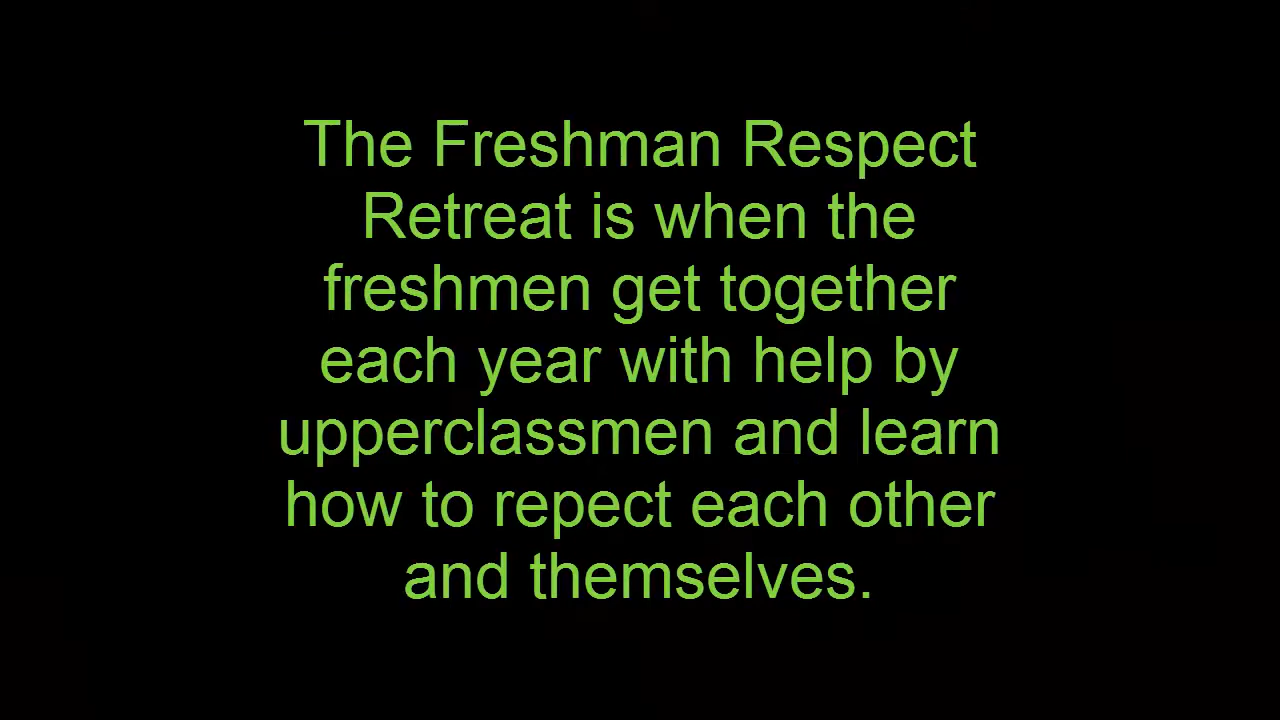 The Freshman Respect
Retreat is when the
freshmen get together
each year with help by
upperclassmen and learn
how to repect each other
and themselves.